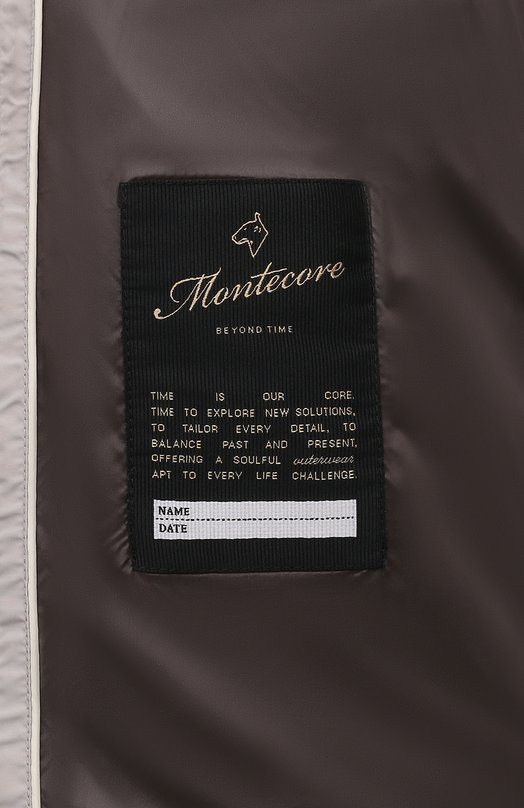 Montecore
BEYOND TIME
TIME IS OUR CORE.
TIME TO EXPLORE NEW SOLUTIONS,
TO TAILOR EVERY DETAIL, TO
BALANCE PAST AND PRESENT,
OFFERING A SOULFUL outerwear
APT TO EVERY LIFE CHALLENGE.
NAME
DATE